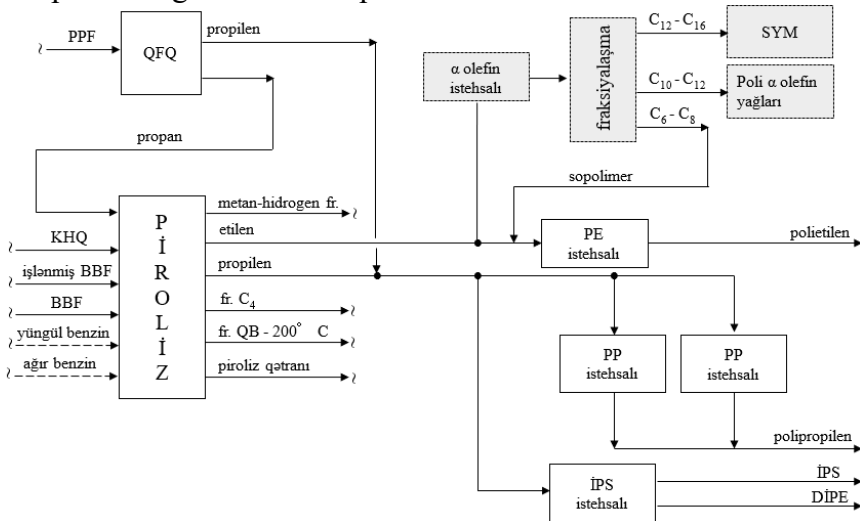 PPF
QFQ
propilen
propan
α olefin
istehsalı
fraksiyalaşma
C₁₂ - C₁₆
SYM
C₁₀ - C₁₂
Poli α olefin
yağları
C₆ - C₈
sopolimer
KHQ
işlənmiş BBF
BBF
yüngül benzin
ağır benzin
PİROLİZ
metan-hidrogen fr.
etilen
propilen
fr. C₄
fr. QB - 200° C
piroliz qətranı
PE
istehsalı
polietilen
PP
istehsalı
PP
istehsalı
polipropilen
İPS
istehsalı
İPS
DİPE